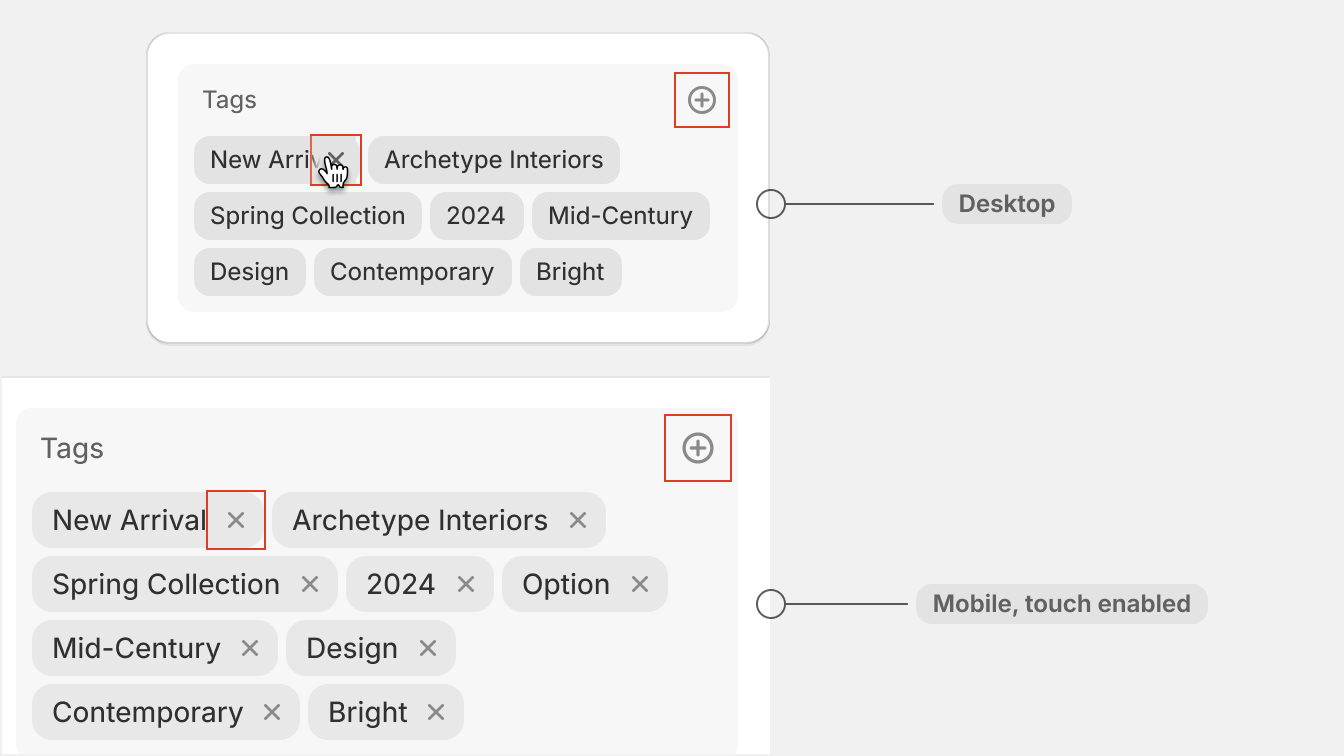 Tags
New Arriv Archetype Interiors
Spring Collection 2024 Mid-Century
Design Contemporary Bright
Desktop
Tags
New Arrival Archetype Interiors
Spring Collection 2024 Option
Mid-Century Design
Contemporary Bright
Mobile, touch enabled